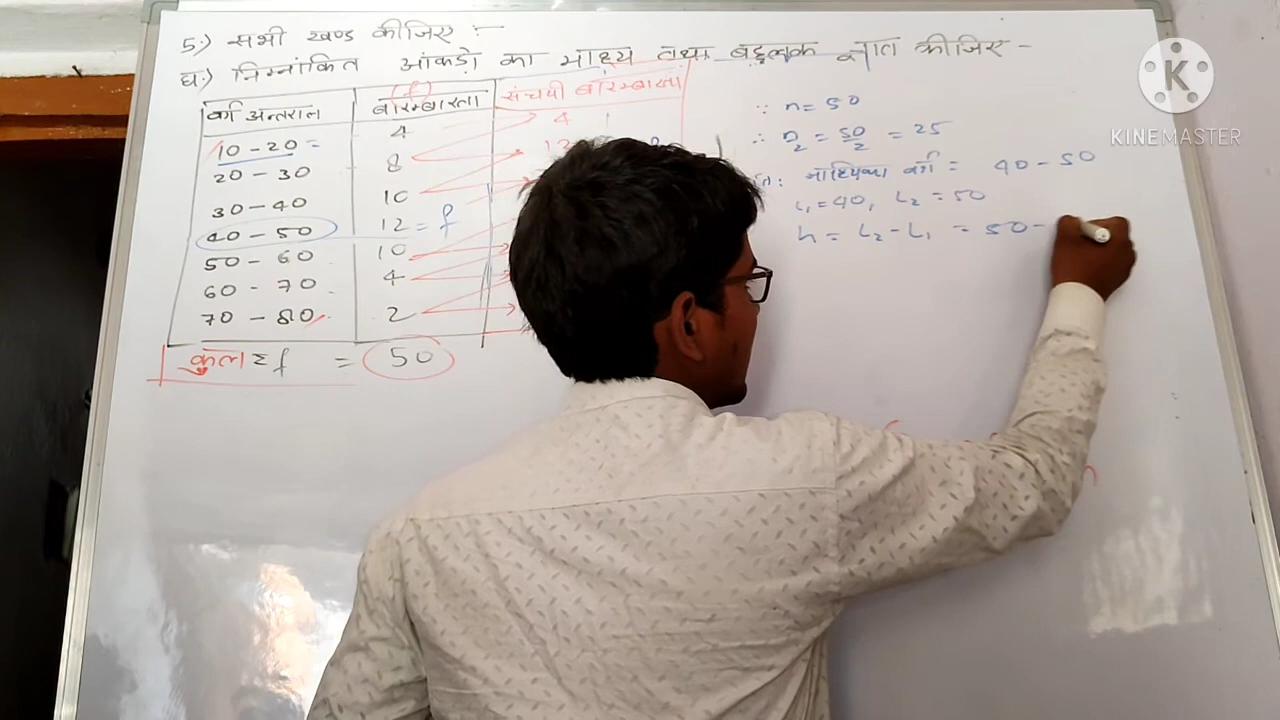 5:) सभी खण्ड कीजिए :-
घ:) निम्नांकित आंकड़ो का माध्य तथा बहुलक ज्ञात कीजिए -
(f)
वर्ग अन्तराल बारम्बारता संचयी बारम्बारता
10-20 = 4 4
20-30 8 12
30-40 10
40-50 12 = f
50-60 10
60-70 4
70-80 2
कुल Σf = 50
∵ n = 50
∴ n/2 = 50/2 = 25
माध्यिका वर्ग = 40-50
L₁ = 40, L₂ = 50
h = L₂ - L₁ = 50 -
K
KINEMASTER